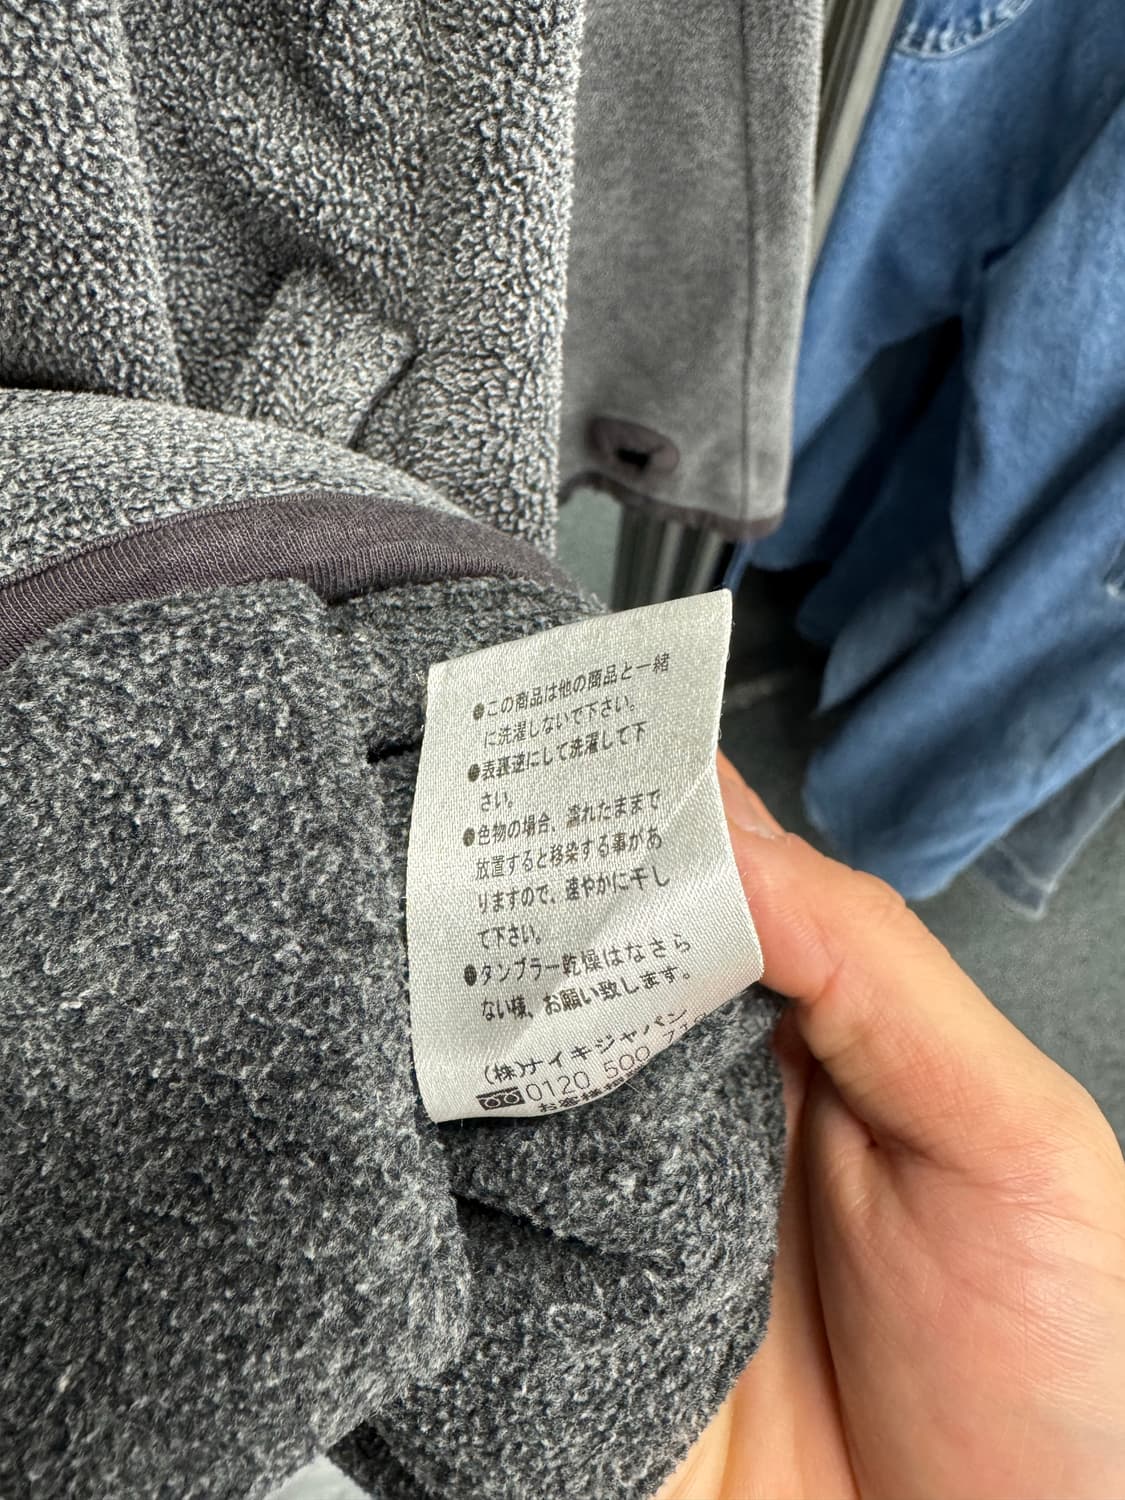 ●この商品は他の商品と一緒
に洗濯しないで下さい。
●表裏逆にして洗濯して下
さい。
●色物の場合、濡れたままで
放置すると移染する事があ
りますので、速やかに干し
て下さい。
●タンブラー乾燥はなさら
ない様、お願い致します。
(株)ナイキジャパン
0120 500
お客様相